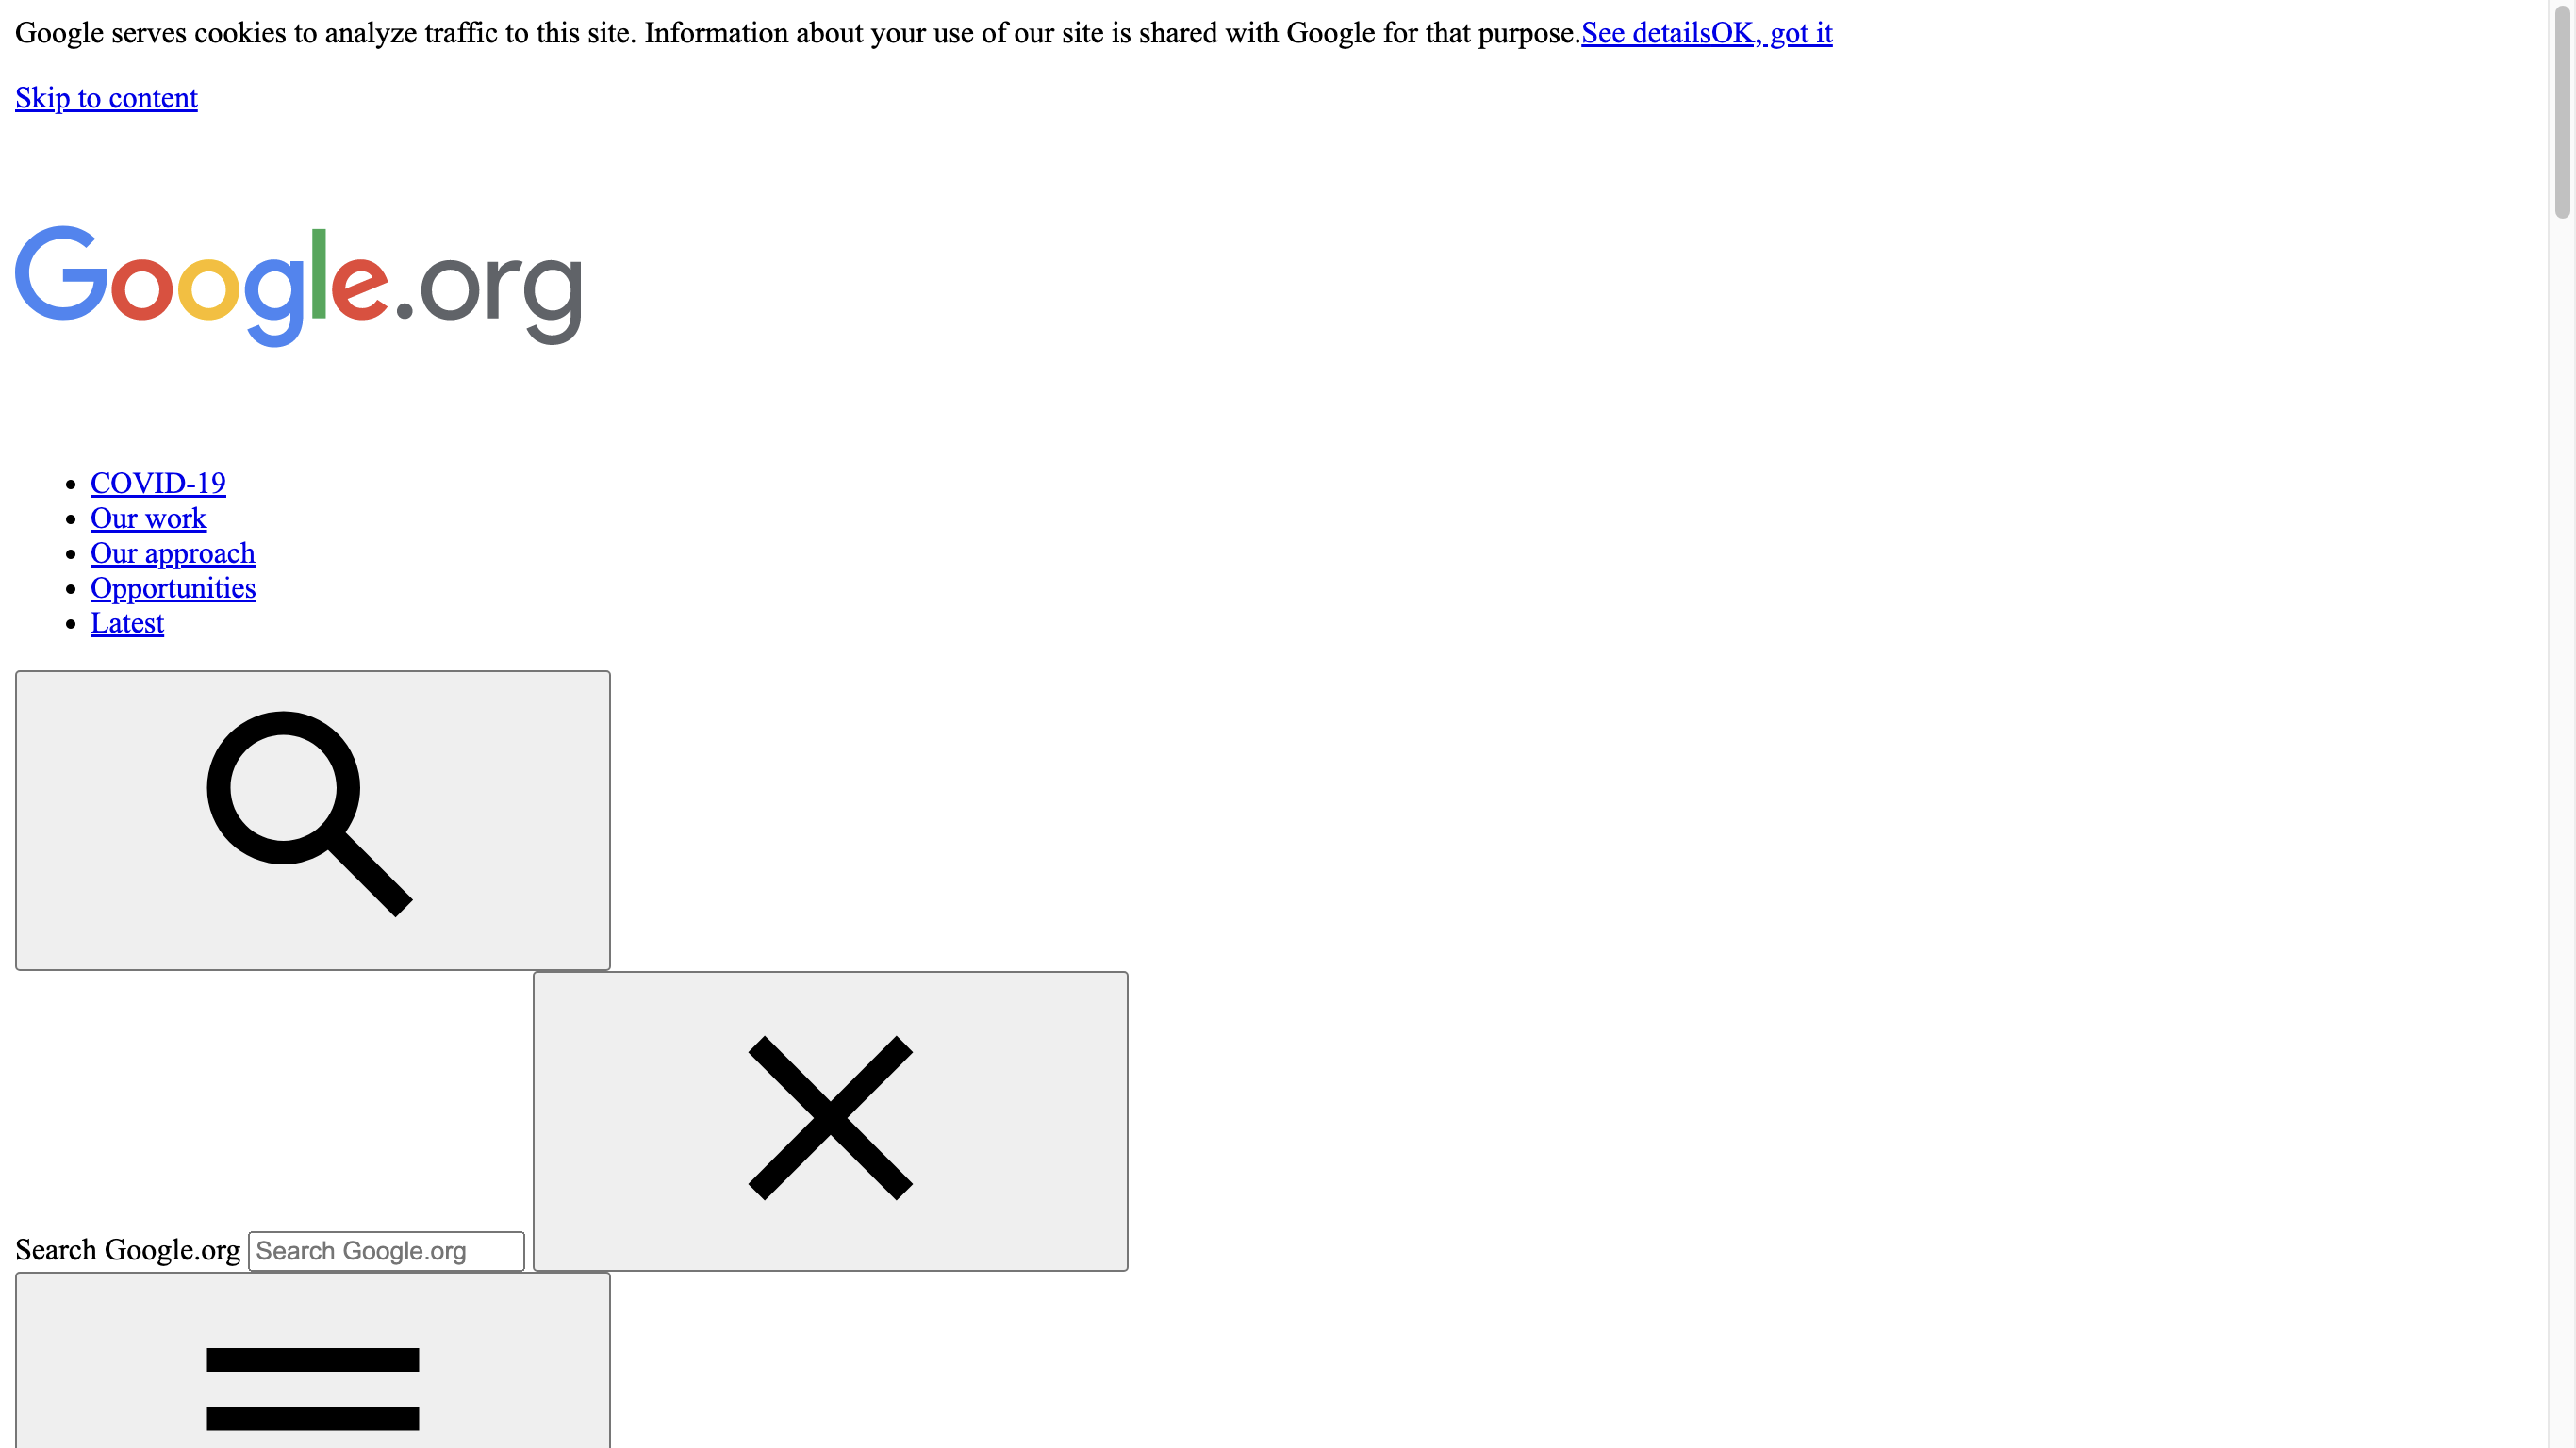 Google serves cookies to analyze traffic to this site. Information about your use of our site is shared with Google for that purpose.See detailsOK, got it
Skip to content
Google.org
COVID-19
Our work
Our approach
Opportunities
Latest
Search Google.org Search Google.org